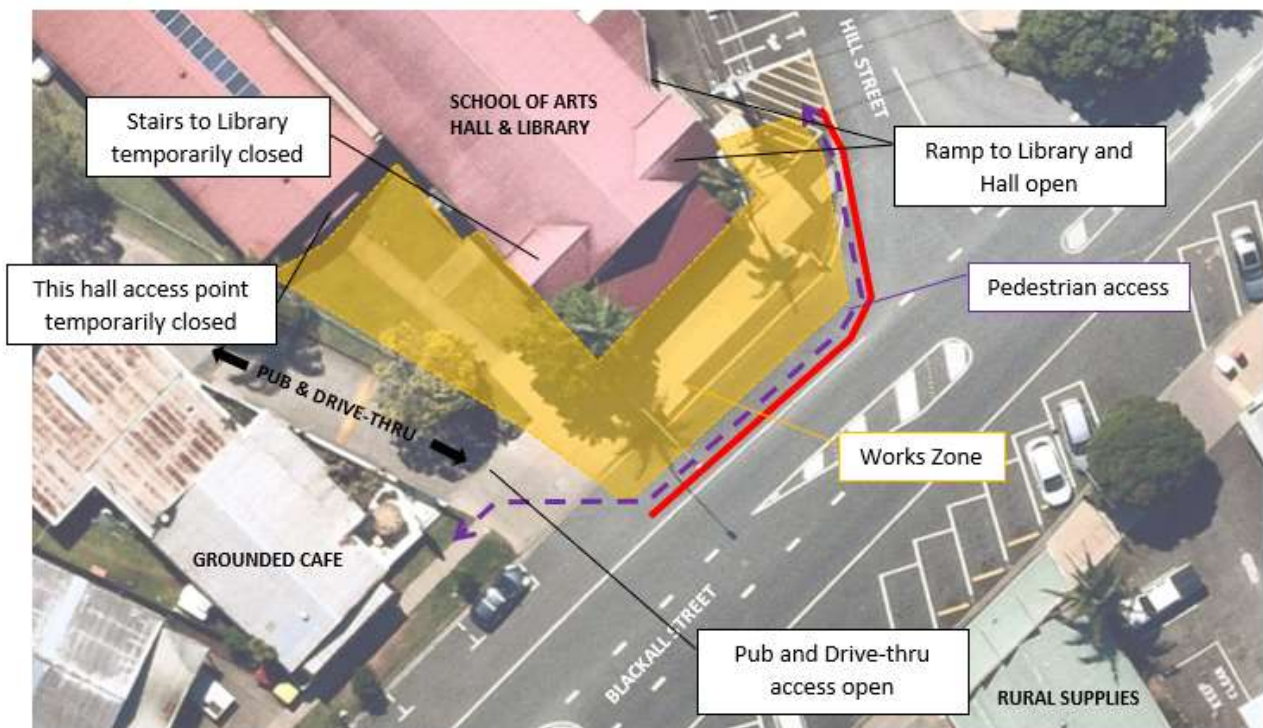 SCHOOL OF ARTS
HALL & LIBRARY
HILL STREET
Stairs to Library
temporarily closed
Ramp to Library and
Hall open
This hall access point
temporarily closed
Pedestrian access
PUB & DRIVE-THRU
Works Zone
GROUNDED CAFE
BLACKALL STREET
Pub and Drive-thru
access open
RURAL SUPPLIES
KEEP
CLEAR